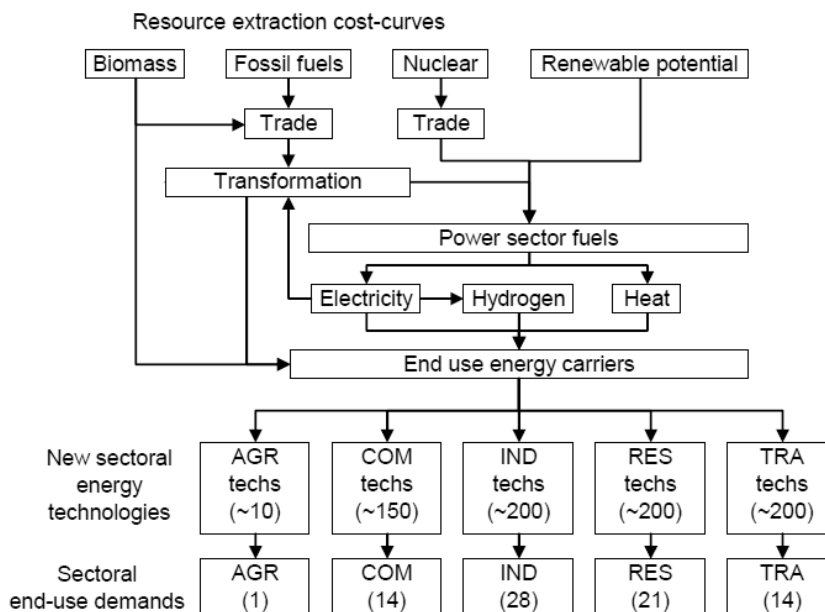 Resource extraction cost-curves
Biomass
Fossil fuels
Nuclear
Renewable potential
Trade
Trade
Transformation
Power sector fuels
Electricity
Hydrogen
Heat
End use energy carriers
New sectoral
energy
technologies
AGR
techs
(~10)
COM
techs
(~150)
IND
techs
(~200)
RES
techs
(~200)
TRA
techs
(~200)
Sectoral
end-use demands
AGR
(1)
COM
(14)
IND
(28)
RES
(21)
TRA
(14)